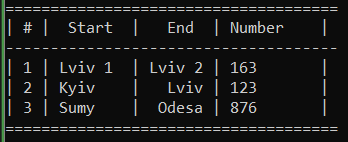 ======================================
| # |  Start  |   End  | Number     |
--------------------------------------
| 1 | Lviv 1  | Lviv 2 | 163        |
| 2 | Kyiv    |   Lviv | 123        |
| 3 | Sumy    |  Odesa | 876        |
======================================